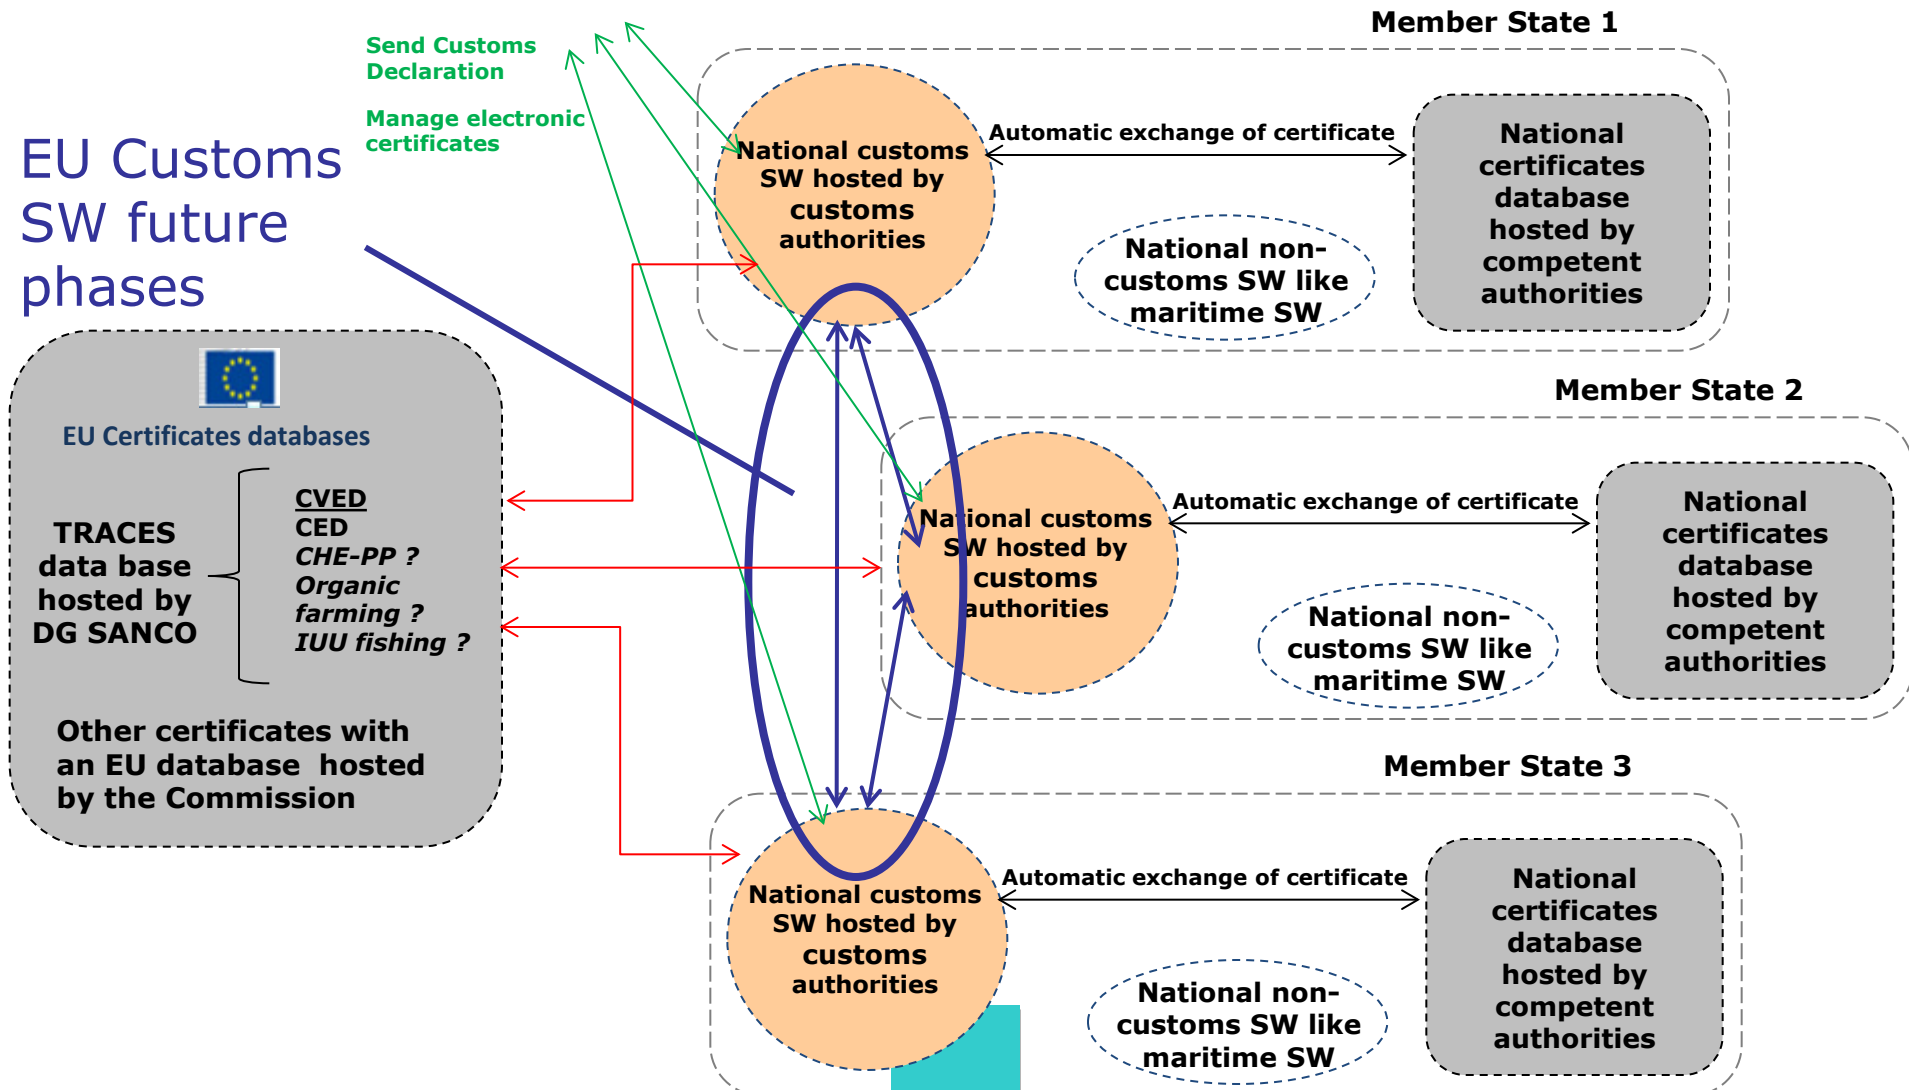 Send Customs
Declaration
Manage electronic
certificates
EU Customs
SW future
phases
EU Certificates databases
TRACES
data base
hosted by
DG SANCO
CVED
CED
CHE-PP ?
Organic
farming ?
IUU fishing ?
Other certificates with
an EU database  hosted
by the Commission
Member State 1
National customs
SW hosted by
customs
authorities
Automatic exchange of certificate
National non-
customs SW like
maritime SW
National
certificates
database
hosted by
competent
authorities
Member State 2
National customs
SW hosted by
customs
authorities
Automatic exchange of certificate
National non-
customs SW like
maritime SW
National
certificates
database
hosted by
competent
authorities
Member State 3
National customs
SW hosted by
customs
authorities
Automatic exchange of certificate
National non-
customs SW like
maritime SW
National
certificates
database
hosted by
competent
authorities